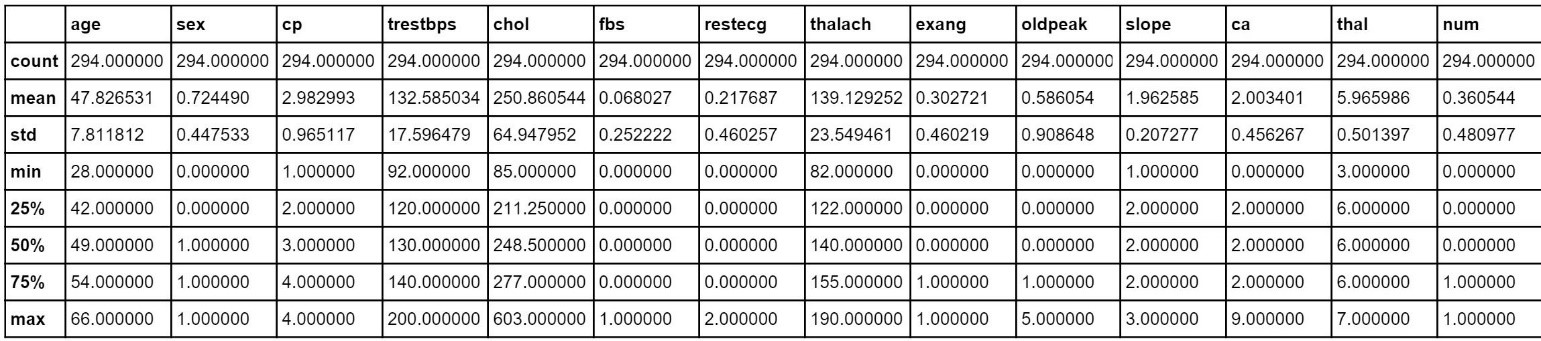 age sex cp trestbps chol fbs restecg thalach exang oldpeak slope ca thal num
count 294.000000 294.000000 294.000000 294.000000 294.000000 294.000000 294.000000 294.000000 294.000000 294.000000 294.000000 294.000000 294.000000 294.000000
mean 47.826531 0.724490 2.982993 132.585034 250.860544 0.068027 0.217687 139.129252 0.302721 0.586054 1.962585 2.003401 5.965986 0.360544
std 7.811812 0.447533 0.965117 17.596479 64.947952 0.252222 0.460257 23.549461 0.460219 0.908648 0.207277 0.456267 0.501397 0.480977
min 28.000000 0.000000 1.000000 92.000000 85.000000 0.000000 0.000000 82.000000 0.000000 0.000000 1.000000 0.000000 3.000000 0.000000
25% 42.000000 0.000000 2.000000 120.000000 211.250000 0.000000 0.000000 122.000000 0.000000 0.000000 2.000000 2.000000 6.000000 0.000000
50% 49.000000 1.000000 3.000000 130.000000 248.500000 0.000000 0.000000 140.000000 0.000000 0.000000 2.000000 2.000000 6.000000 0.000000
75% 54.000000 1.000000 4.000000 140.000000 277.000000 0.000000 0.000000 155.000000 1.000000 1.000000 2.000000 2.000000 6.000000 1.000000
max 66.000000 1.000000 4.000000 200.000000 603.000000 1.000000 2.000000 190.000000 1.000000 5.000000 3.000000 9.000000 7.000000 1.000000